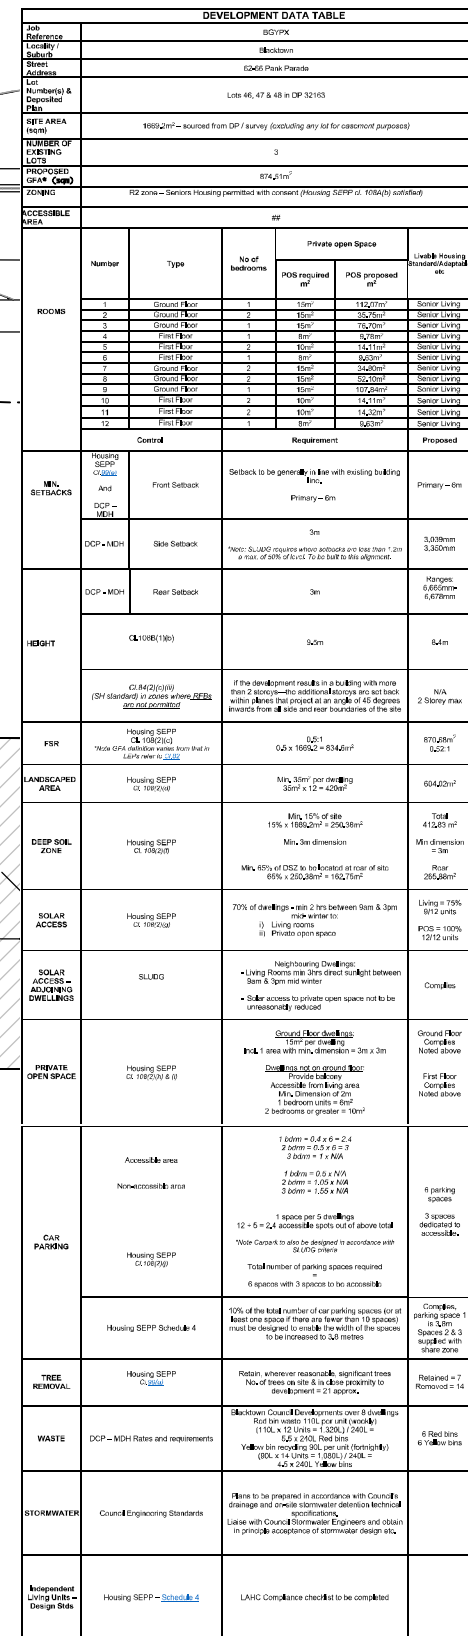 DEVELOPMENT DATA TABLE
Job Reference
BGYPX
Locality / Suburb
Blacktown
Street Address
62-66 Pank Parade
Lot Number(s) & Deposited Plan
Lots 46, 47 & 48 in DP 32163
SITE AREA (sqm)
1669.2m² – sourced from DP / survey (excluding any lot for easement purposes)
NUMBER OF EXISTING LOTS
3
PROPOSED GFA* (sqm)
874.51m²
ZONING
R2 zone – Seniors Housing permitted with consent (Housing SEPP cl. 108A(b) satisfied)
ACCESSIBLE AREA
##
ROOMS
Number
Type
No of bedrooms
Private open Space
POS required m²
POS proposed m²
Livable Housing Standard/Adaptable etc
1 Ground Floor 1 15m² 112.07m² Senior Living
2 Ground Floor 2 15m² 35.75m² Senior Living
3 Ground Floor 1 15m² 76.70m² Senior Living
4 First Floor 1 8m² 9.78m² Senior Living
5 First Floor 2 10m² 14.11m² Senior Living
6 First Floor 1 8m² 9.63m² Senior Living
7 Ground Floor 2 15m² 34.80m² Senior Living
8 Ground Floor 2 15m² 52.10m² Senior Living
9 Ground Floor 1 15m² 107.84m² Senior Living
10 First Floor 2 10m² 14.11m² Senior Living
11 First Floor 2 10m² 14.32m² Senior Living
12 First Floor 1 8m² 9.63m² Senior Living
Control
Requirement
Proposed
MIN. SETBACKS
Housing SEPP
And
DCP – MDH
Front Setback
Setback to be generally in line with existing building line.
Primary – 6m
Primary – 6m
DCP - MDH
Side Setback
3m
*Note: SLUDG requires where setbacks are less than 1.2m a max. of 50% of level. To be built to this alignment.
3,039mm
3,350mm
DCP - MDH
Rear Setback
3m
Ranges:
6,665mm-
6,678mm
HEIGHT
Cl.108B(1)(b)
9.5m
8.4m
Cl.84(2)(c)(iii)
(SH standard) in zones where RFBs are not permitted
if the development results in a building with more than 2 storeys—the additional storeys are set back within planes that project at an angle of 45 degrees inwards from all side and rear boundaries of the site
N/A
2 Storey max
FSR
Housing SEPP
Cl. 108(2)(c)
*Note GFA definition varies from that in LEPs refer to
0.5:1
0.5 x 1669.2 = 834.6m²
870.58m²
0.52:1
LANDSCAPED AREA
Housing SEPP
Cl. 108(2)(d)
Min. 35m² per dwelling
35m² x 12 = 420m²
604.02m²
DEEP SOIL ZONE
Housing SEPP
Cl. 108(2)(f)
Min. 15% of site
15% x 1669.2m² = 250.38m²
Min. 3m dimension
Min. 65% of DSZ to be located at rear of site
65% x 250.38m² = 162.75m²
Total
412.83 m²
Min dimension = 3m
Rear
265.88m²
SOLAR ACCESS
Housing SEPP
Cl. 108(2)(g)
70% of dwellings - min 2 hrs between 9am & 3pm mid- winter to:
i) Living rooms
ii) Private open space
Living = 75%
9/12 units
POS = 100%
12/12 units
SOLAR ACCESS – ADJOINING DWELLINGS
SLUDG
Neighbouring Dwellings:
- Living Rooms min 3hrs direct sunlight between 9am & 3pm mid winter
- Solar access to private open space not to be unreasonably reduced
Complies
PRIVATE OPEN SPACE
Housing SEPP
Cl. 108(2)(h) & (i)
Ground Floor dwellings:
15m² per dwelling
Incl. 1 area with min. dimension = 3m x 3m
Dwellings not on ground floor:
Provide balcony
Accessible from living area
Min. Dimension of 2m
1 bedroom units = 6m²
2 bedrooms or greater = 10m²
Ground Floor
Complies
Noted above
First Floor
Complies
Noted above
CAR PARKING
Accessible area
Non-accessible area
Housing SEPP
Cl.108(2)(j)
1 bdrm = 0.4 x 6 = 2.4
2 bdrm = 0.5 x 6 = 3
3 bdrm = 1 x N/A
1 bdrm = 0.5 x N/A
2 bdrm = 1.05 x N/A
3 bdrm = 1.55 x N/A
1 space per 5 dwellings
12 ÷ 5 = 2.4 accessible spots out of above total
*Note Carpark to also be designed in accordance with SLUDG criteria
Total number of parking spaces required
=
6 spaces with 3 spaces to be accessible
6 parking spaces
3 spaces dedicated to accessible.
Housing SEPP Schedule 4
10% of the total number of car parking spaces (or at least one space if there are fewer than 10 spaces) must be designed to enable the width of the spaces to be increased to 3.8 metres
Complies, parking space 1 is 3.8m
Spaces 2 & 3 supplied with share zone
TREE REMOVAL
Housing SEPP
Retain, wherever reasonable, significant trees
No. of trees on site & in close proximity to development = 21 approx.
Retained = 7
Removed = 14
WASTE
DCP – MDH Rates and requirements
Blacktown Council Developments over 8 dwellings
Red bin waste 110L per unit (weekly)
(110L x 12 Units = 1,320L) / 240L =
5.5 x 240L Red bins
Yellow bin recycling 90L per unit (fortnightly)
(90L x 14 Units = 1,080L) / 240L =
4.5 x 240L Yellow bins
6 Red bins
6 Yellow bins
STORMWATER
Council Engineering Standards
Plans to be prepared in accordance with Council's drainage and on-site stormwater detention technical specifications.
Liaise with Council Stormwater Engineers and obtain in principle acceptance of stormwater design etc.
Independent Living Units – Design Stds
Housing SEPP – Schedule 4
LAHC Compliance checklist to be completed